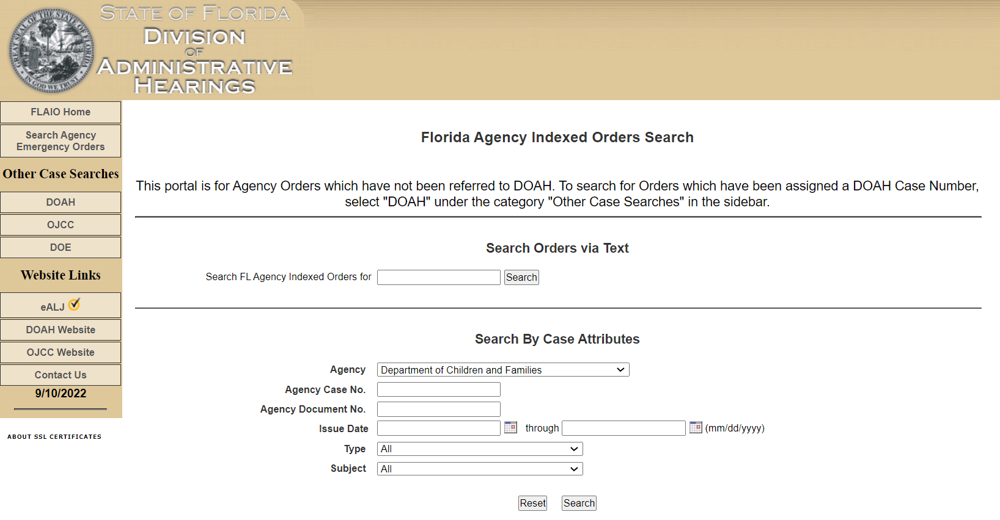 STATE OF FLORIDA
DIVISION
OF
ADMINISTRATIVE
HEARINGS
GREAT SEAL OF THE STATE OF FLORIDA
IN GOD WE TRUST
FLAIO Home
Search Agency
Emergency Orders
Other Case Searches
DOAH
OJCC
DOE
Website Links
eALJ
DOAH Website
OJCC Website
Contact Us
9/10/2022
ABOUT SSL CERTIFICATES
Florida Agency Indexed Orders Search
This portal is for Agency Orders which have not been referred to DOAH. To search for Orders which have been assigned a DOAH Case Number,
select "DOAH" under the category "Other Case Searches" in the sidebar.
Search Orders via Text
Search FL Agency Indexed Orders for Search
Search By Case Attributes
Agency Department of Children and Families
Agency Case No.
Agency Document No.
Issue Date through (mm/dd/yyyy)
Type All
Subject All
Reset Search